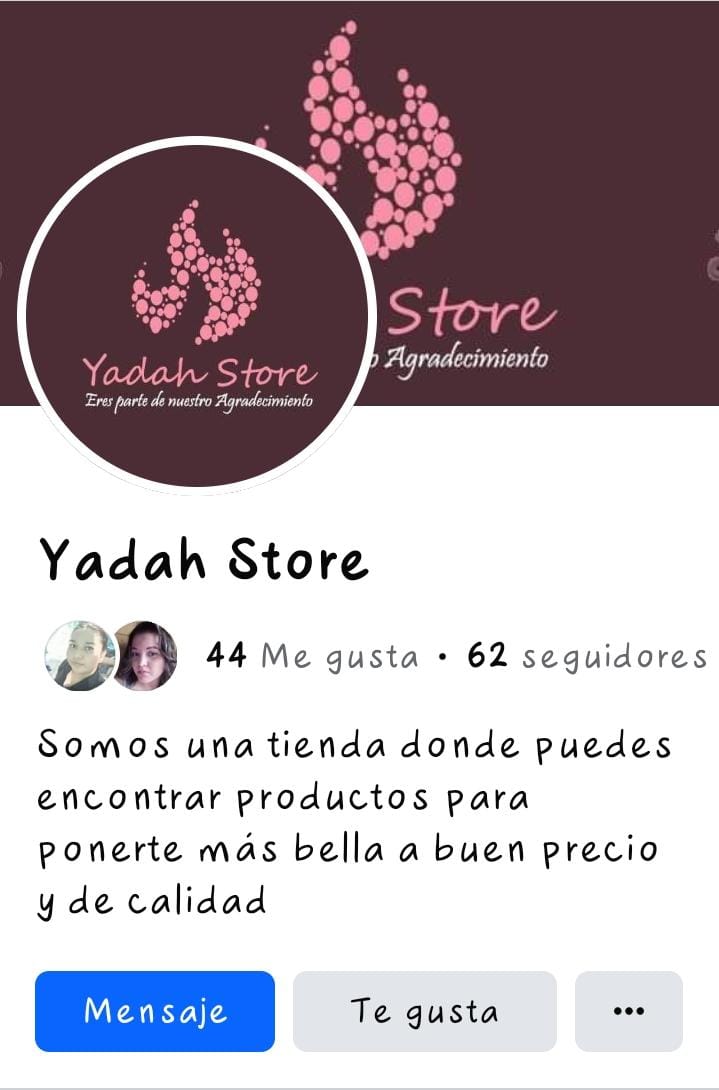 Store
o Agradecimiento
Yadah Store
Eres parte de nuestro Agradecimiento
Yadah Store
44 Me gusta • 62 seguidores
Somos una tienda donde puedes
encontrar productos para
ponerte más bella a buen precio
y de calidad
Mensaje
Te gusta